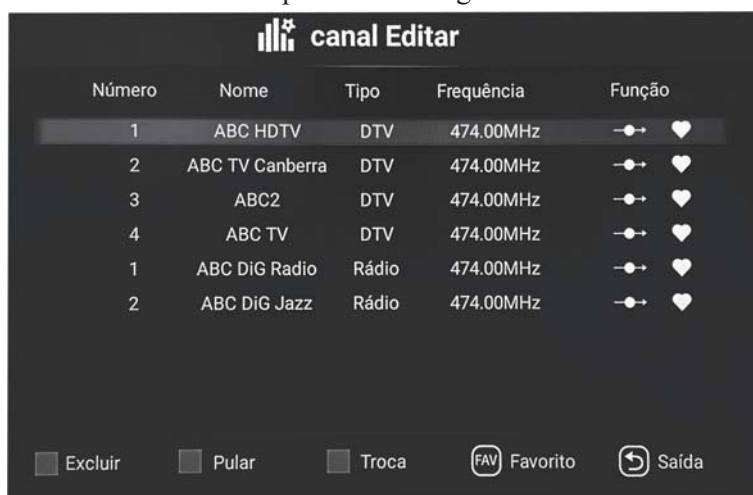 canal Editar
Número Nome Tipo Frequência Função
1 ABC HDTV DTV 474.00MHz
2 ABC TV Canberra DTV 474.00MHz
3 ABC2 DTV 474.00MHz
4 ABC TV DTV 474.00MHz
1 ABC DiG Radio Rádio 474.00MHz
2 ABC DiG Jazz Rádio 474.00MHz
Excluir Pular Troca FAV Favorito Saída